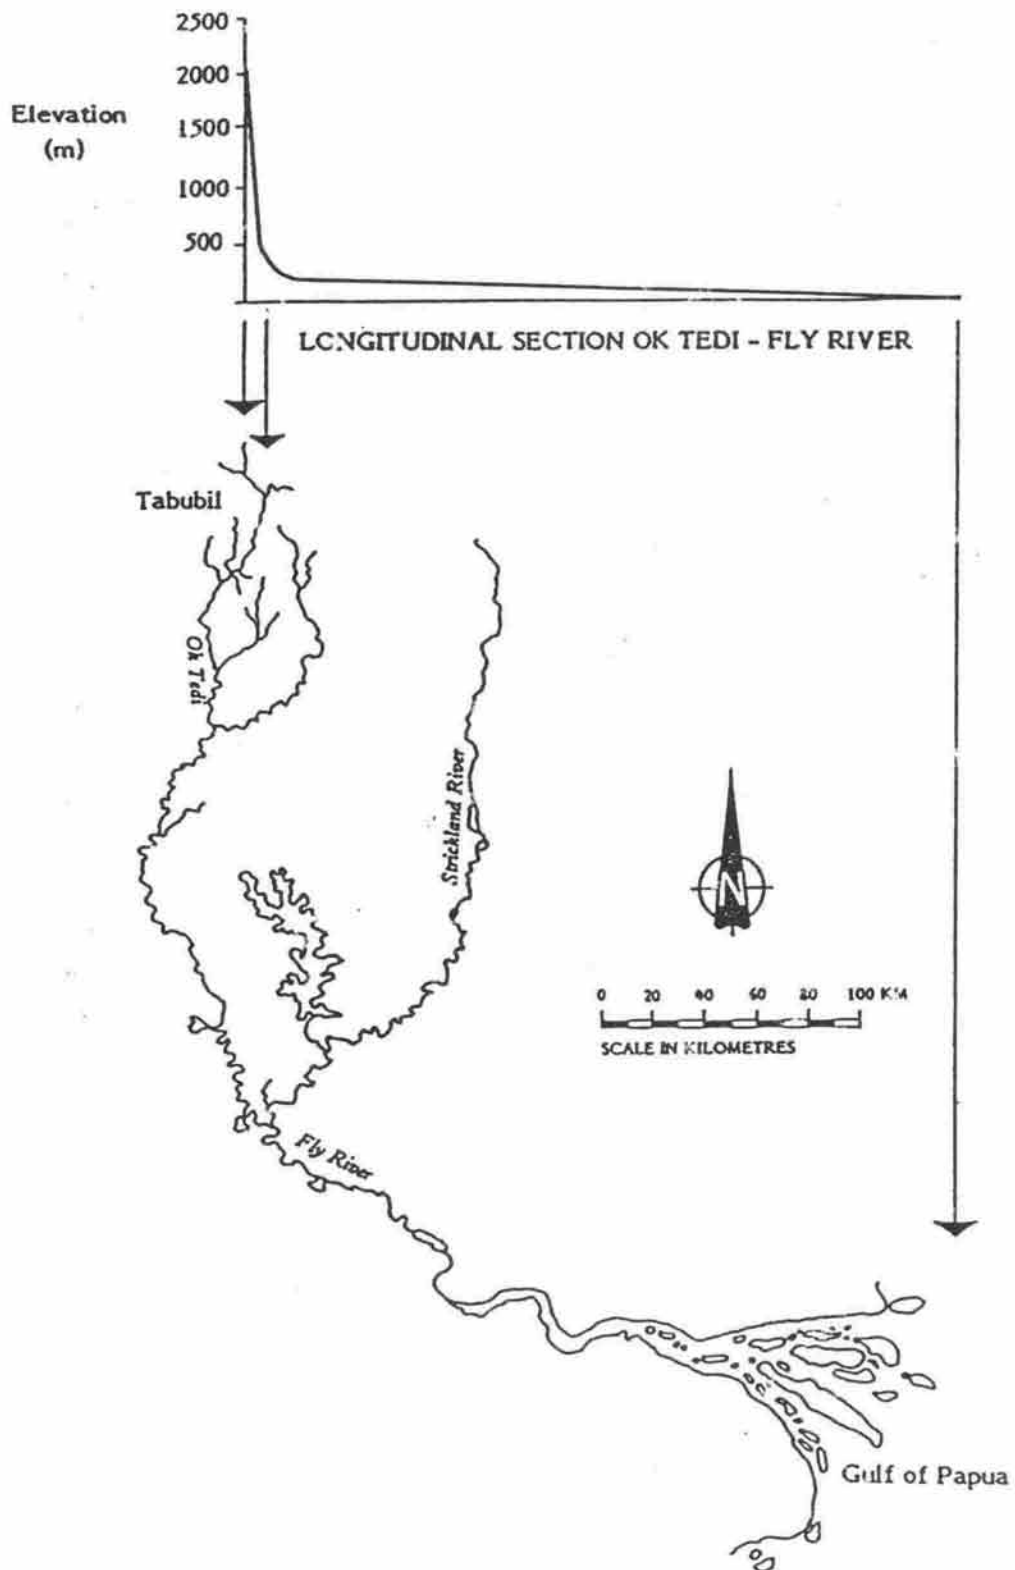 2500
2000
Elevation
(m)
1500
1000
500
LONGITUDINAL SECTION OK TEDI - FLY RIVER
Tabubil
Ok Tedi
Strickland River
N
0 20 40 60 80 100 KM
SCALE IN KILOMETRES
Fly River
Gulf of Papua